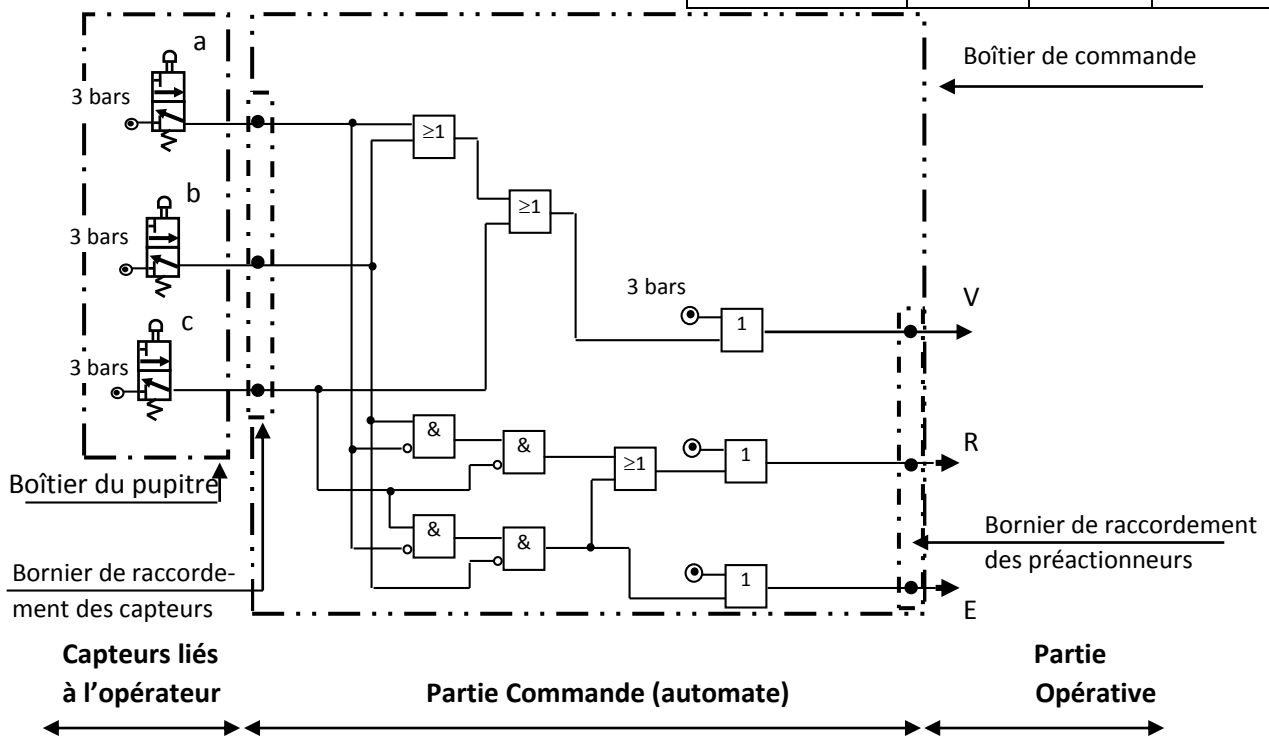 a
Boîtier de commande
3 bars
≥1
b
≥1
3 bars
3 bars
V
1
c
3 bars
&
&
R
1
≥1
Boîtier du pupitre
&
&
Bornier de raccordement
des préactionneurs
Bornier de raccorde-
ment des capteurs
1
E
Capteurs liés
à l’opérateur
Partie Commande (automate)
Partie
Opérative